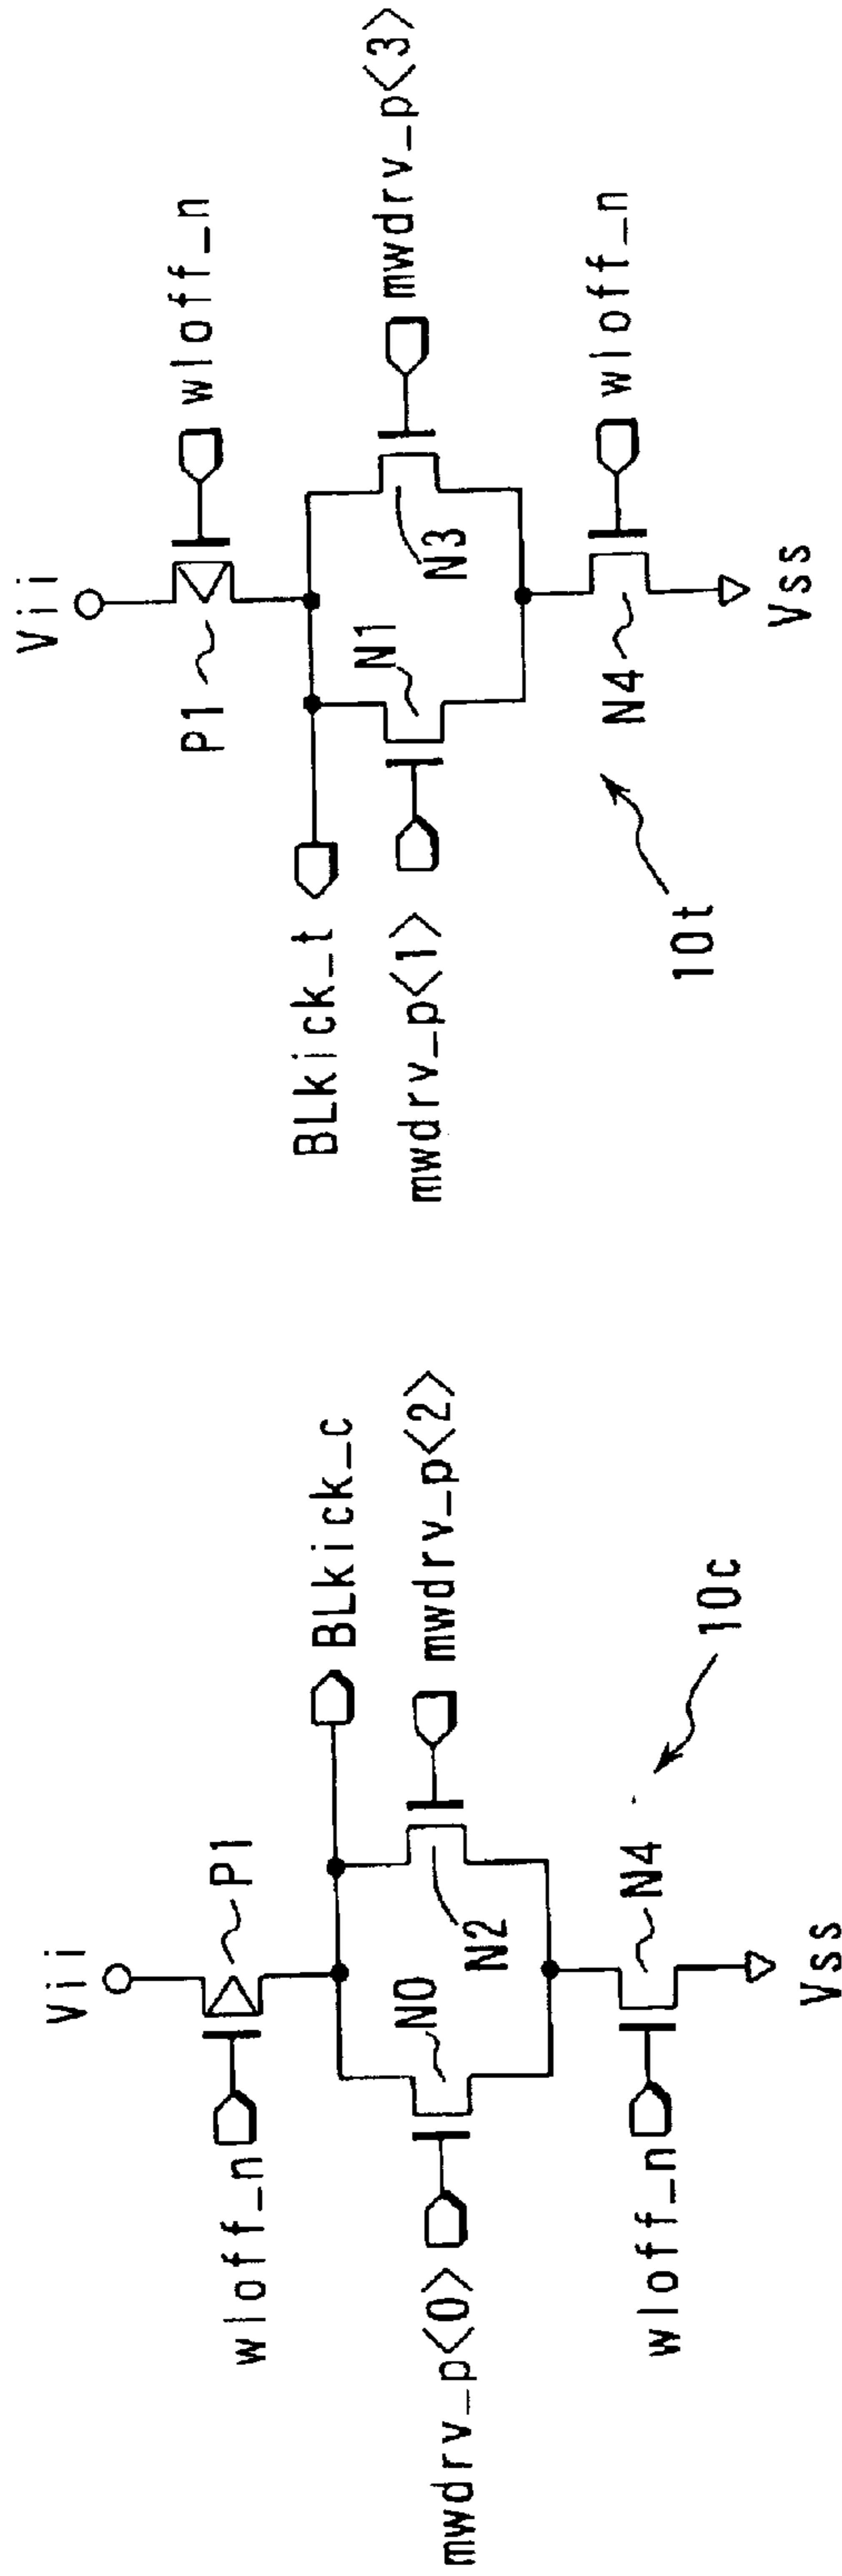 Vii
wloff_n
P1
BLkick_c
mwdrv_p<0>
N0
N2
mwdrv_p<2>
wloff_n
N4
Vss
10c
Vii
P1
wloff_n
BLkick_t
mwdrv_p<1>
N1
N3
mwdrv_p<3>
N4
wloff_n
Vss
10t